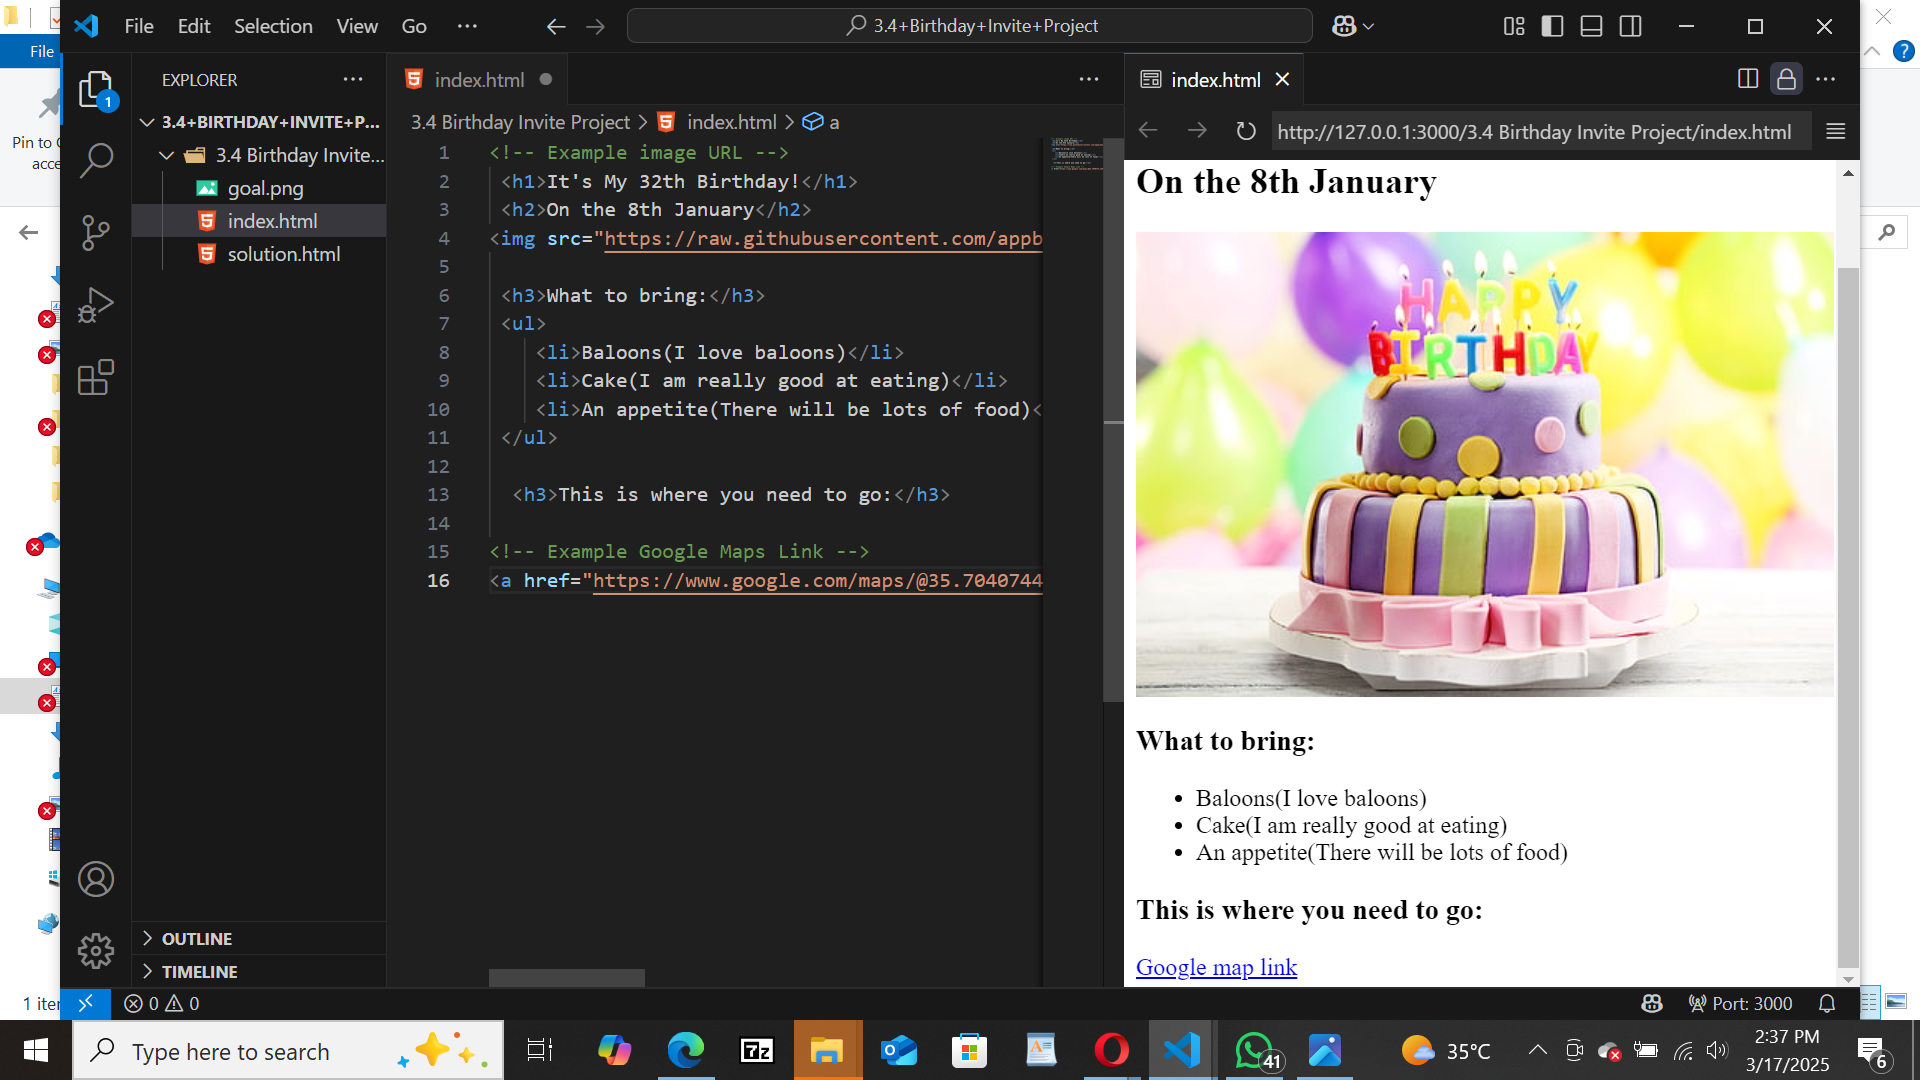 File
Pin to
acce
1 iter
File Edit Selection View Go
3.4+Birthday+Invite+Project
EXPLORER
1
3.4+BIRTHDAY+INVITE+P...
3.4 Birthday Invite...
goal.png
index.html
solution.html
OUTLINE
TIMELINE
index.html
3.4 Birthday Invite Project > index.html > a
1 <!-- Example image URL -->
2 <h1>It's My 32th Birthday!</h1>
3 <h2>On the 8th January</h2>
4 <img src="https://raw.githubusercontent.com/appb
5
6 <h3>What to bring:</h3>
7 <ul>
8 <li>Baloons(I love baloons)</li>
9 <li>Cake(I am really good at eating)</li>
10 <li>An appetite(There will be lots of food)<
11 </ul>
12
13 <h3>This is where you need to go:</h3>
14
15 <!-- Example Google Maps Link -->
16 <a href="https://www.google.com/maps/@35.7040744
index.html
http://127.0.0.1:3000/3.4 Birthday Invite Project/index.html
On the 8th January
HAPPY
BIRTHDAY
What to bring:
• Baloons(I love baloons)
• Cake(I am really good at eating)
• An appetite(There will be lots of food)
This is where you need to go:
Google map link
0 0
Port: 3000
Type here to search
7z
41
35°C
2:37 PM
3/17/2025
6